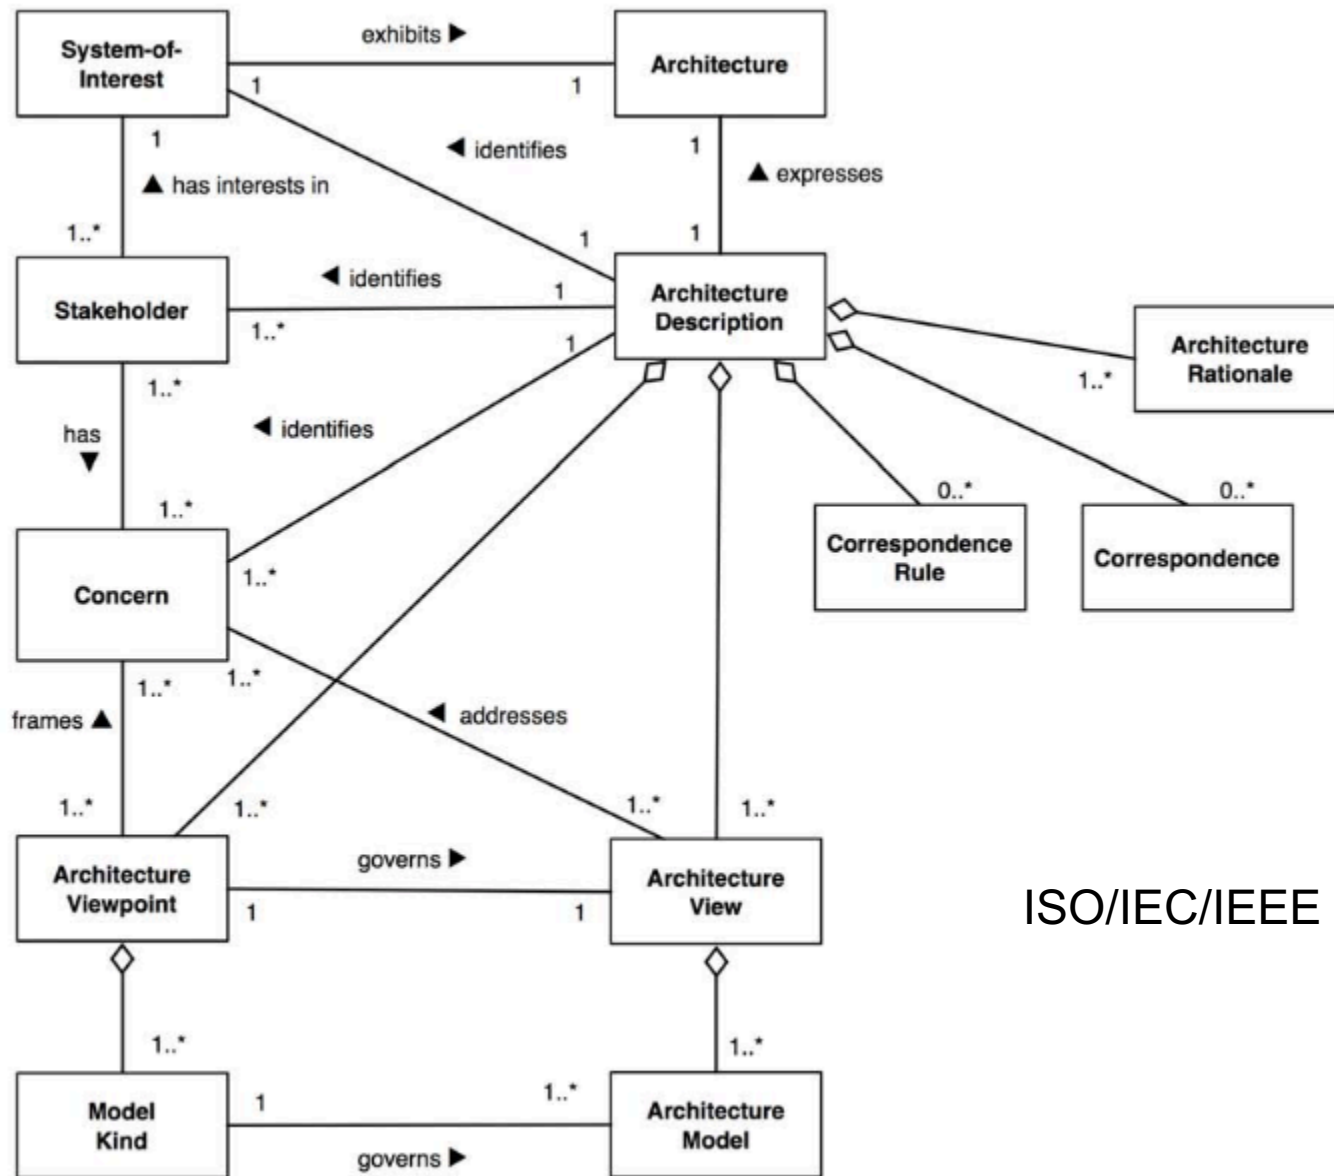 exhibits ▶
System-of-
Interest
Architecture
1
1
1
1
◀ identifies
▲ has interests in
▲ expresses
1..*
1
1
◀ identifies
1
Stakeholder
Architecture
Description
1..*
1
Architecture
Rationale
1..*
1..*
has
▼
◀ identifies
1..*
0..*
0..*
Correspondence
Rule
Correspondence
1..*
Concern
1..*
1..*
frames ▲
◀ addresses
1..*
1..*
1..*
1..*
governs ▶
Architecture
Viewpoint
Architecture
View
1
1
ISO/IEC/IEEE
1..*
1..*
Model
Kind
1
1..*
Architecture
Model
governs ▶